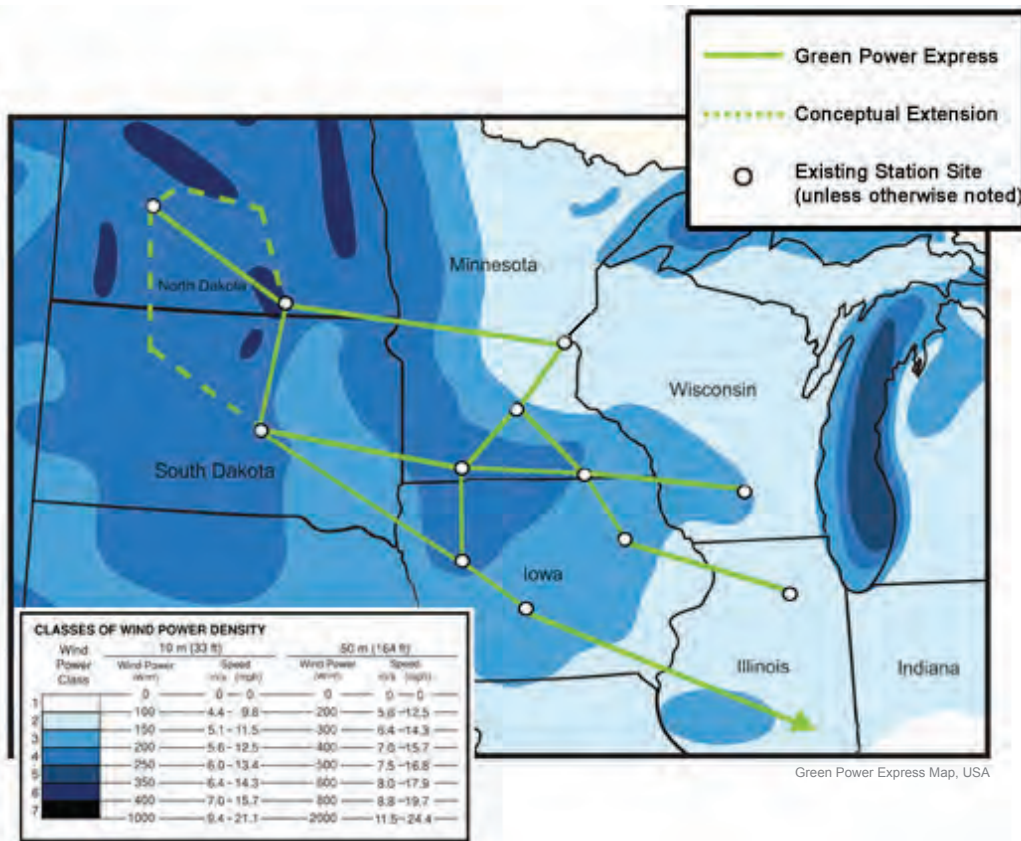 Green Power Express
Conceptual Extension
Existing Station Site
(unless otherwise noted)
Minnesota
North Dakota
Wisconsin
South Dakota
Iowa
Illinois
Indiana
Green Power Express Map, USA
CLASSES OF WIND POWER DENSITY
Wind Power Class
10 m (33 ft)
50 m (164 ft)
Wind Power
Speed
Wind Power
Speed
m/s (mph)
m/s (mph)
0 0 0 0 0 0
1
100 4.4 - 9.8 200 5.6 - 12.5
2
150 5.1 - 11.5 300 6.4 - 14.3
3
200 5.6 - 12.5 400 7.0 - 15.7
4
250 6.0 - 13.4 500 7.5 - 16.8
5
350 6.4 - 14.3 600 8.0 - 17.9
6
400 7.0 - 15.7 800 8.8 - 19.7
7
1000 9.4 - 21.1 2000 11.5 - 24.4